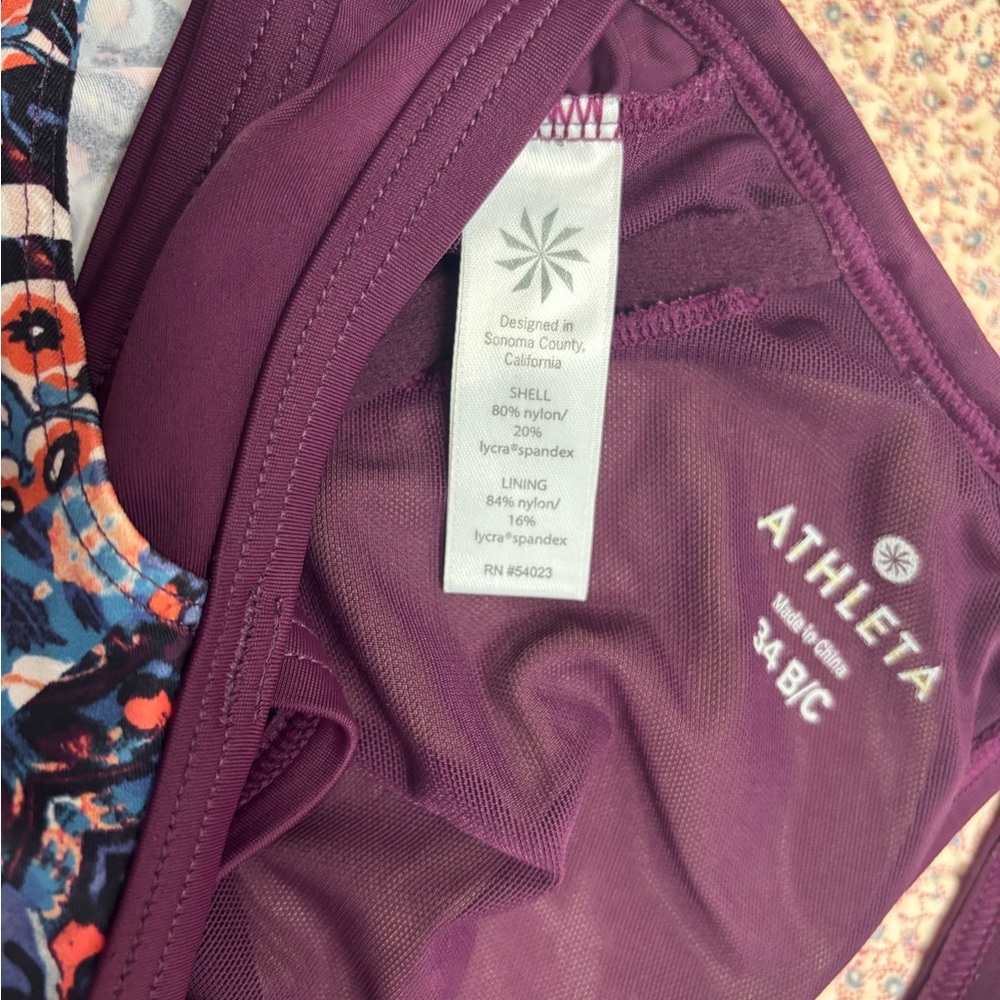 Designed in
Sonoma County,
California
SHELL
80% nylon/
20%
lycra®spandex
LINING
84% nylon/
16%
lycra®spandex
RN #54023
ATHLETA
Made in China
34 B/C